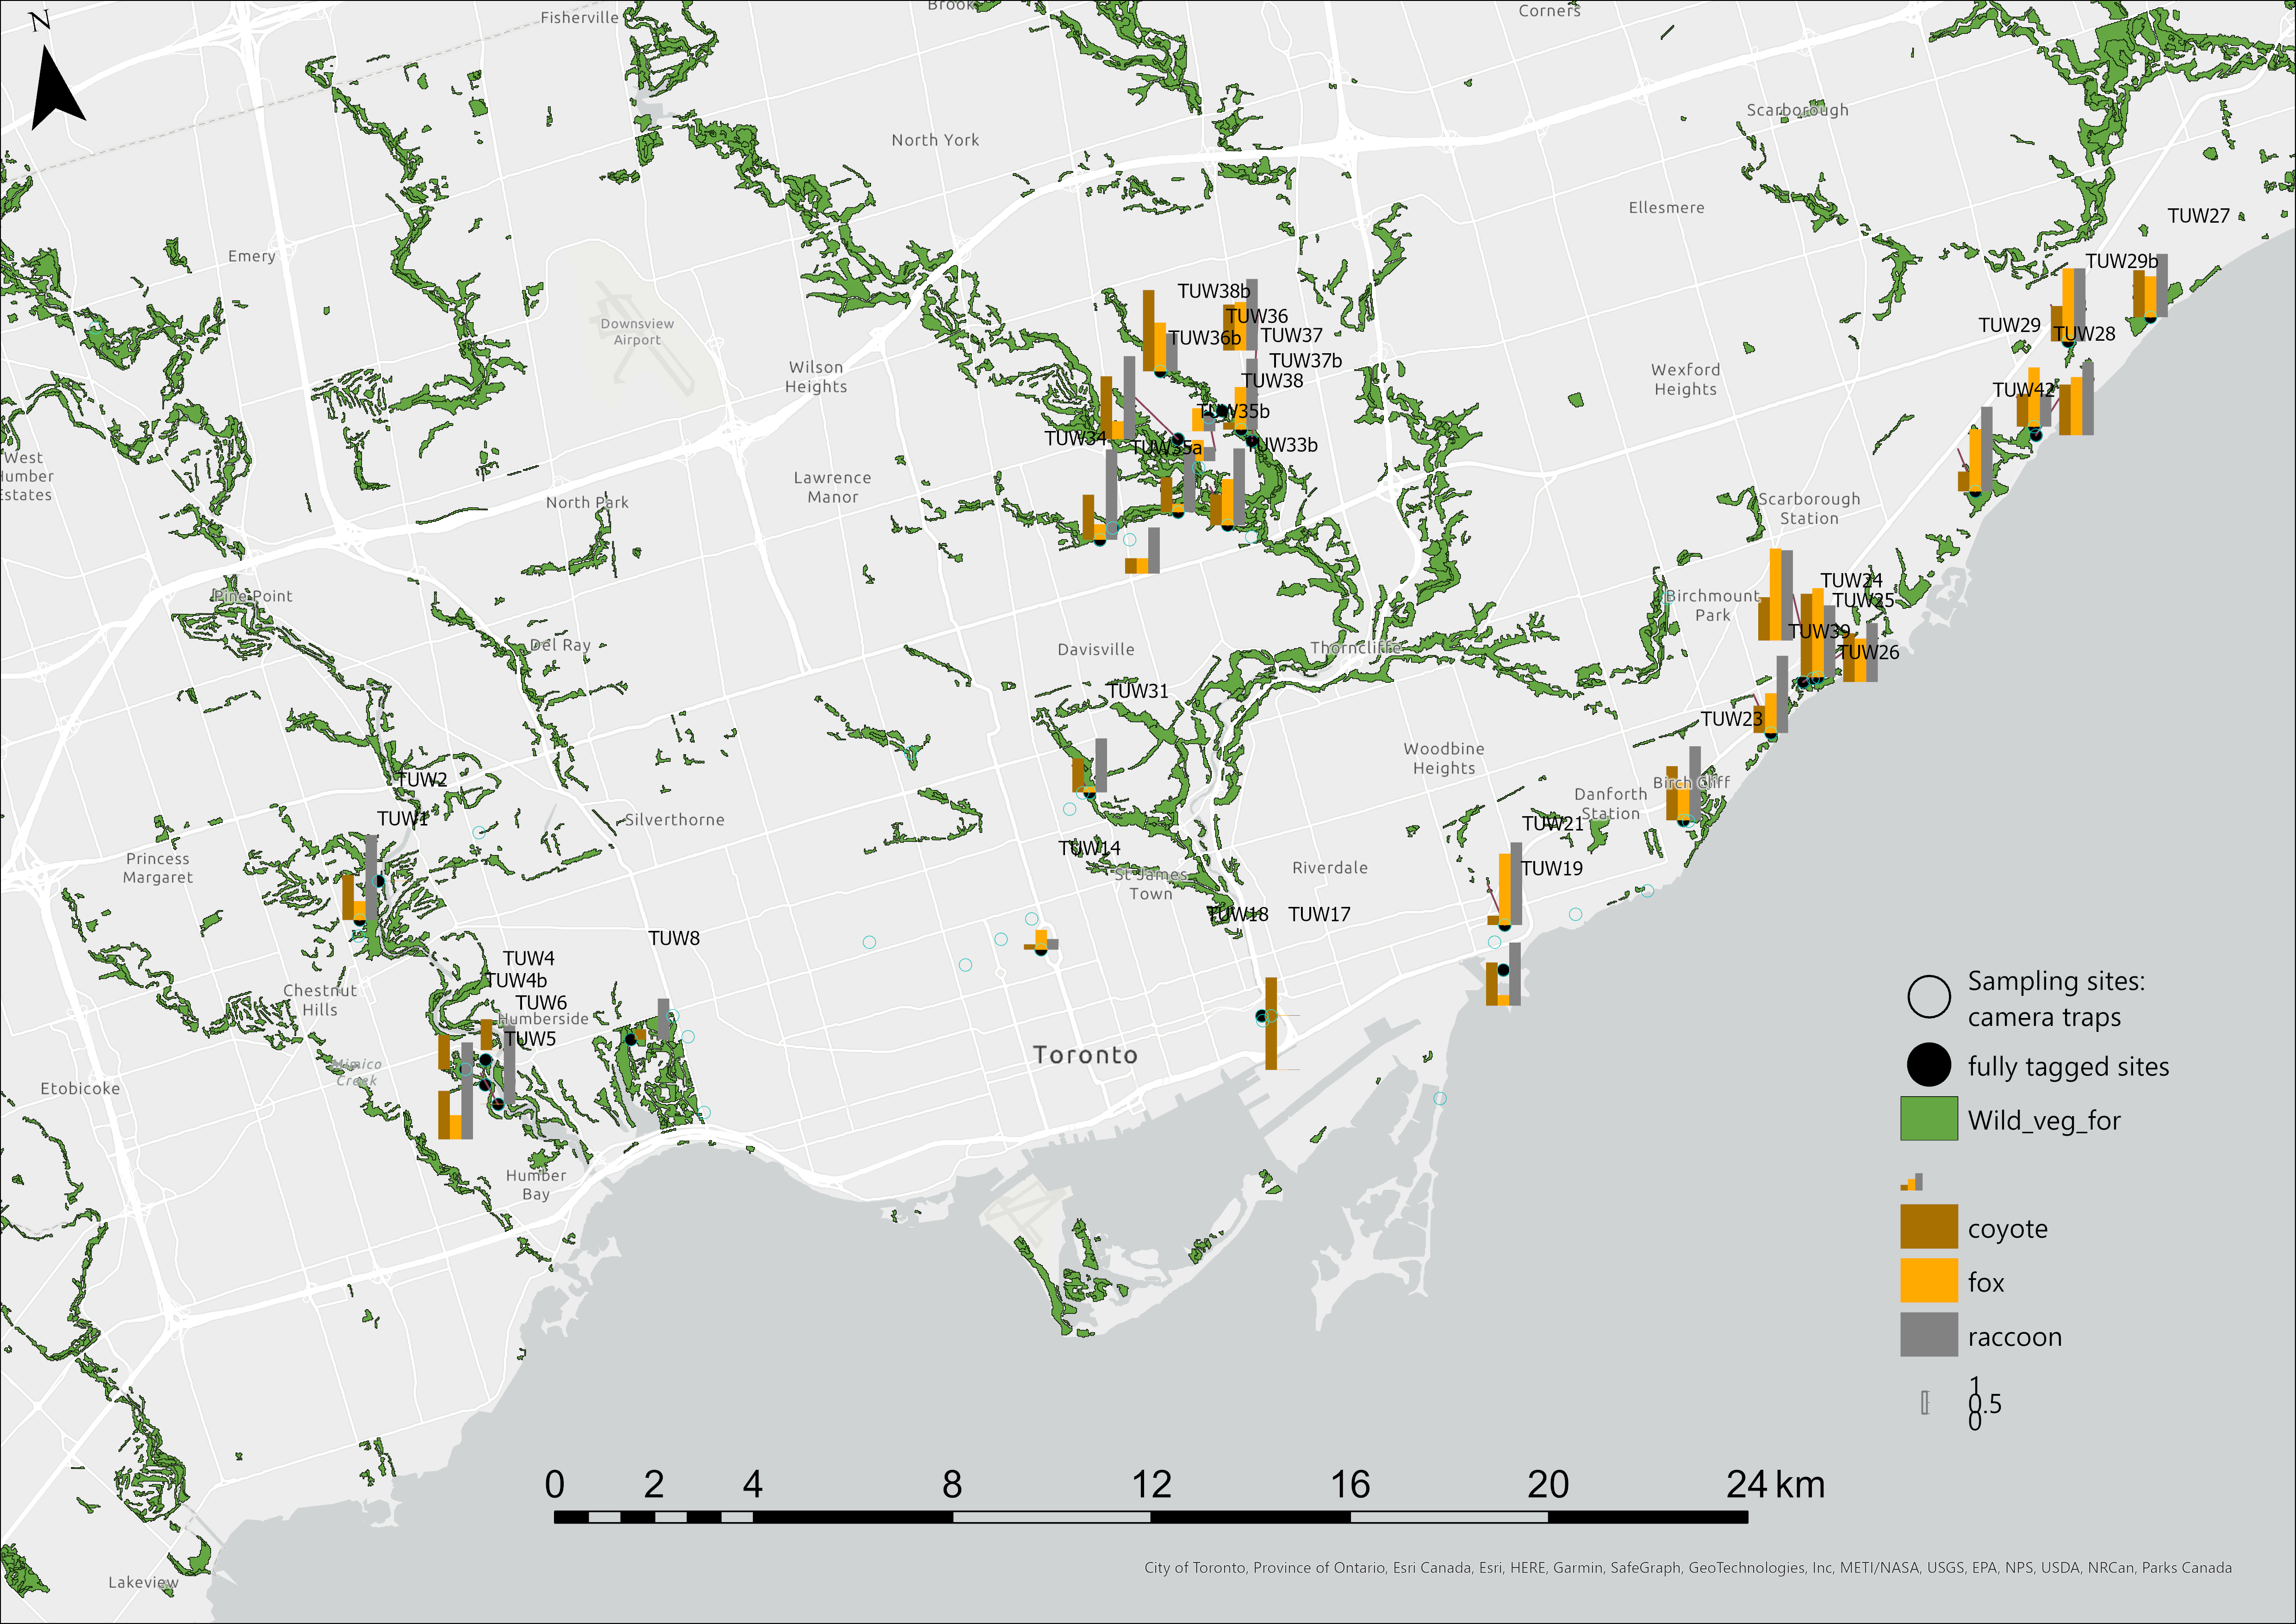 N
Fisherville
Corners
Scarborough
North York
Ellesmere
TUW27
Emery
TUW29b
TUW38b
TUW36
Downsview
Airport
TUW36b
TUW37
TUW29
TUW28
TUW37b
Wilson
Heights
Wexford
Heights
TUW38
TUW42
TUW35b
TUW34
TUW35a
TUW33b
West
Humber
Estates
Lawrence
Manor
North Park
Scarborough
Station
TUW24
Pine Point
Birchmount
Park
TUW25
TUW39
Del Ray
Davisville
Thorncliffe
TUW26
TUW31
TUW23
Woodbine
Heights
TUW2
Birch Cliff
Danforth
Station
TUW1
Silverthorne
TUW21
TUW14
Princess
Margaret
Riverdale
TUW19
St James
Town
TUW18
TUW17
TUW8
TUW4
TUW4b
Chestnut
Hills
TUW6
Humberside
TUW5
Toronto
Mimico
Creek
Etobicoke
Humber
Bay
Sampling sites:
camera traps
fully tagged sites
Wild_veg_for
coyote
fox
raccoon
1
0.5
0
0 2 4 8 12 16 20 24 km
City of Toronto, Province of Ontario, Esri Canada, Esri, HERE, Garmin, SafeGraph, GeoTechnologies, Inc, METI/NASA, USGS, EPA, NPS, USDA, NRCan, Parks Canada
Lakeview